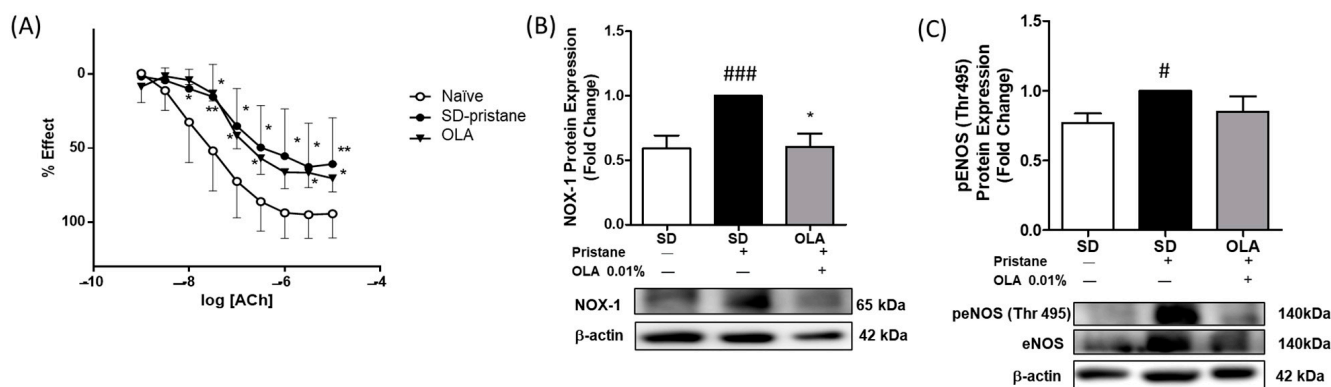 (A)
0
50
100
% Effect
-10
-8
-6
-4
log [ACh]
* ** * * * * * **
* * * *
Naïve
SD-pristane
OLA
(B)
1.5
1.0
0.5
0.0
NOX-1 Protein Expression
(Fold Change)
###
*
SD SD OLA
Pristane — + +
OLA 0.01% — — +
NOX-1 65 kDa
β-actin 42 kDa
(C)
1.5
1.0
0.5
0.0
pENOS (Thr495)
Protein Expression
(Fold Change)
#
SD SD OLA
Pristane — + +
OLA 0.01% — — +
peNOS (Thr 495) 140kDa
eNOS 140kDa
β-actin 42 kDa